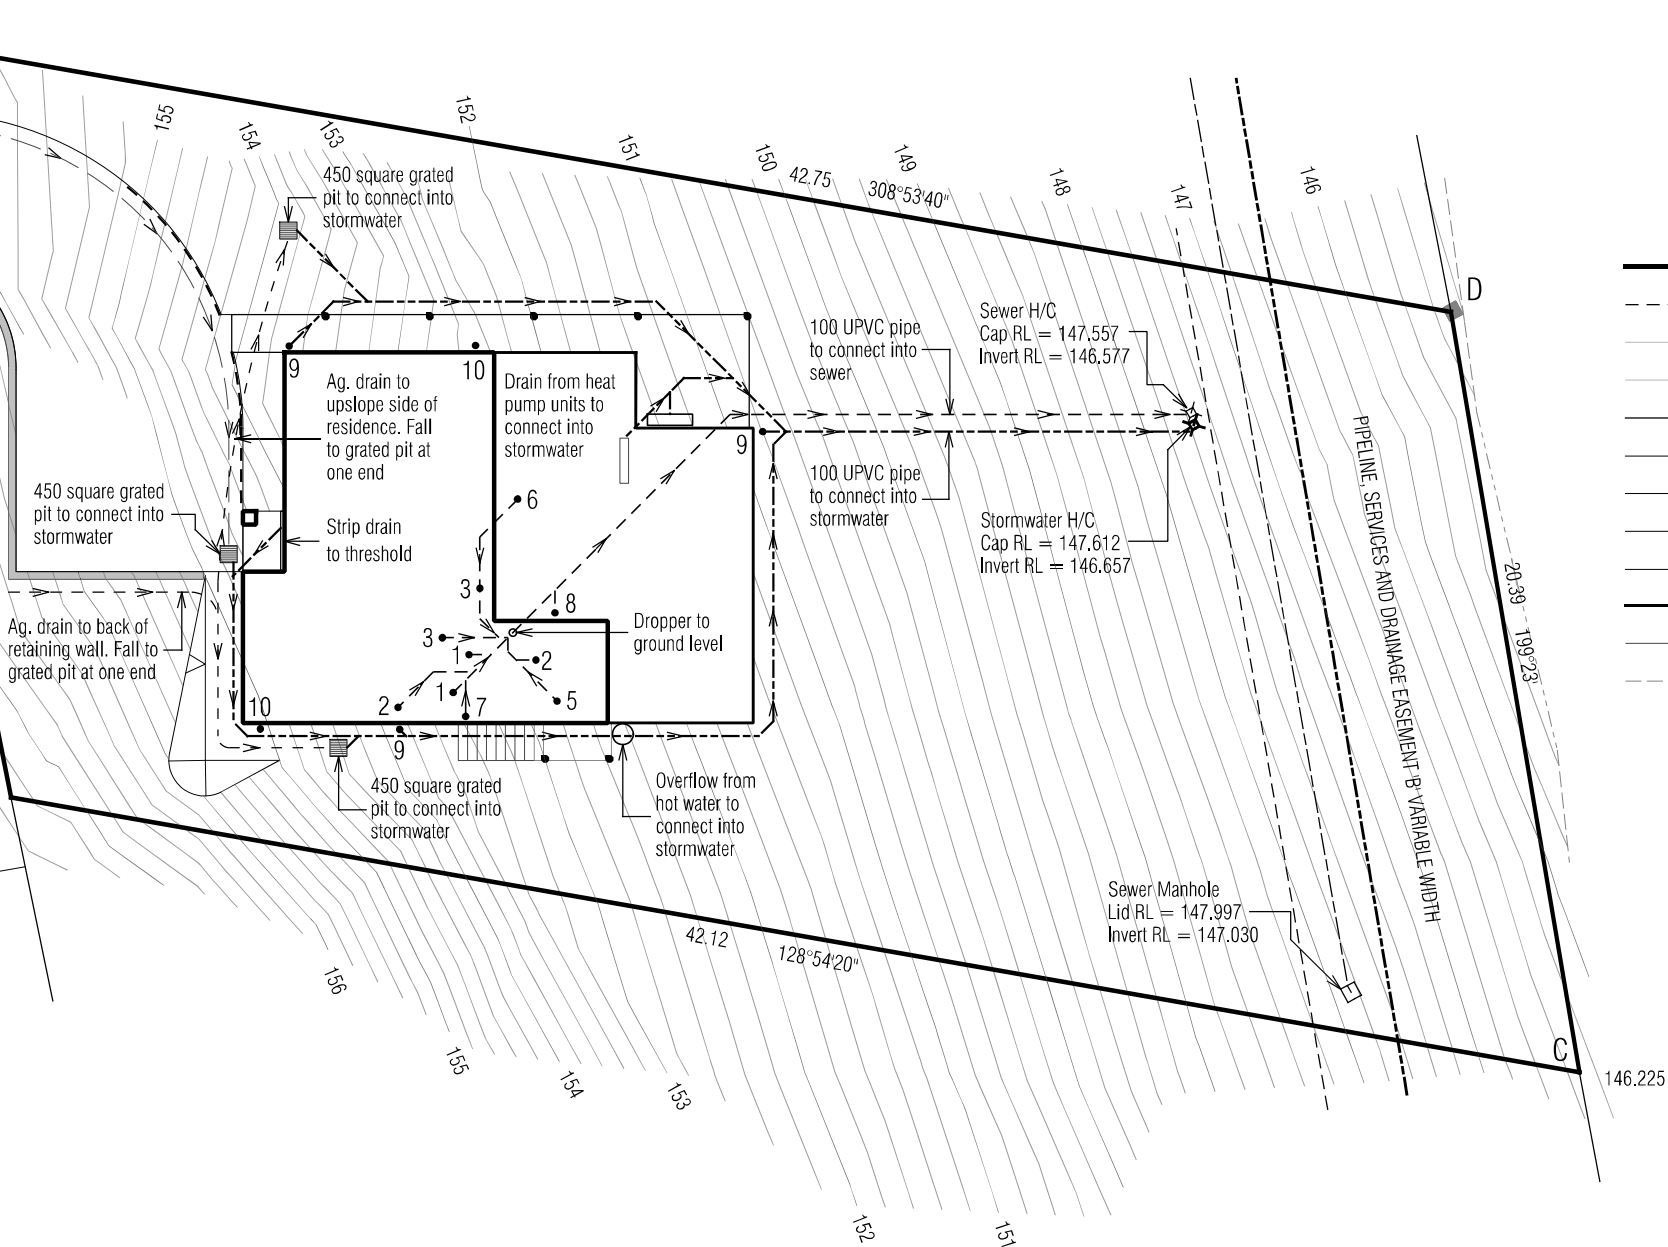 155
154
153
152
151
150
149
148
147
146
42.75
308°53'40"
450 square grated
pit to connect into
stormwater
D
Sewer H/C
Cap RL = 147.557
Invert RL = 146.577
100 UPVC pipe
to connect into
sewer
9
10
Ag. drain to
upslope side of
residence. Fall
to grated pit at
one end
Drain from heat
pump units to
connect into
stormwater
9
100 UPVC pipe
to connect into
stormwater
450 square grated
pit to connect into
stormwater
6
Strip drain
to threshold
Stormwater H/C
Cap RL = 147.612
Invert RL = 146.657
PIPELINE, SERVICES AND DRAINAGE EASEMENT 'B' VARIABLE WIDTH
20.39
199°23'
3
8
Ag. drain to back of
retaining wall. Fall to
grated pit at one end
3
1
2
Dropper to
ground level
1
2
7
5
10
9
450 square grated
pit to connect into
stormwater
Overflow from
hot water to
connect into
stormwater
Sewer Manhole
Lid RL = 147.997
Invert RL = 147.030
42.12
128°54'20"
C
146.225
156
155
154
153
152
151